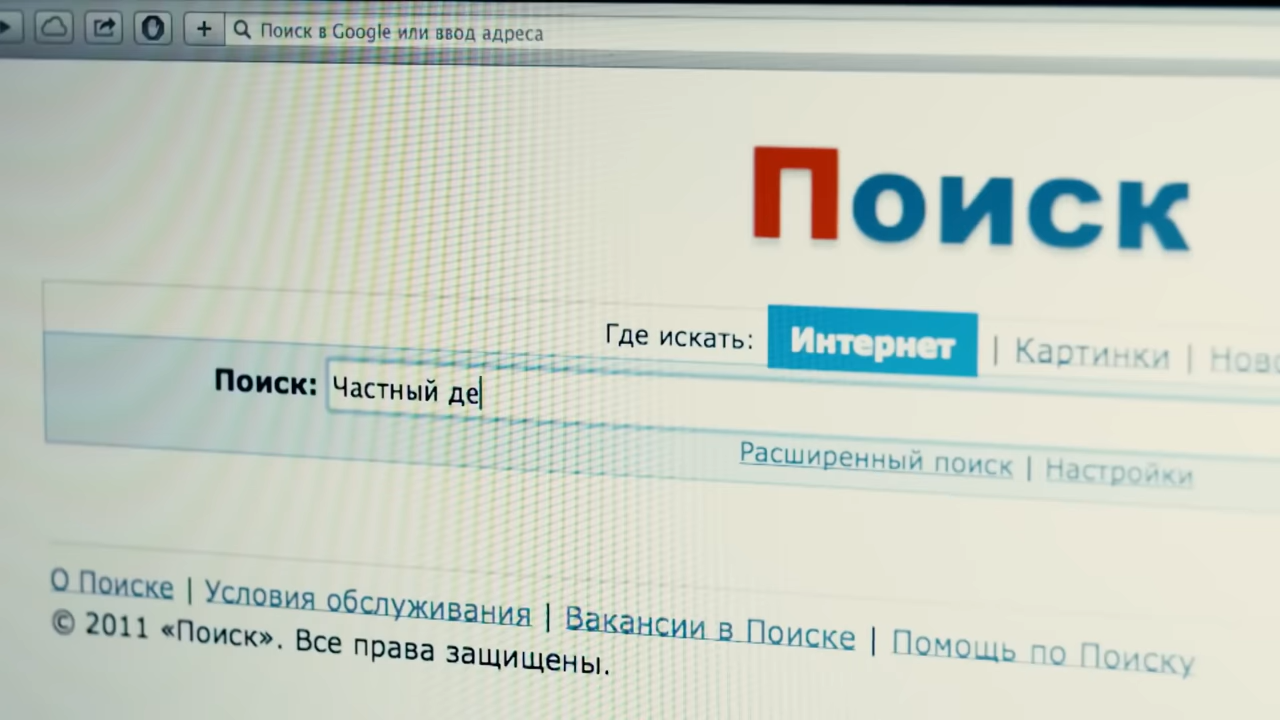 Поиск в Google или ввод адреса
Поиск
Где искать: Интернет | Картинки |
Поиск: Частный де
Расширенный поиск | Настройки
О Поиске | Условия обслуживания | Вакансии в Поиске | Помощь по Поиску
© 2011 «Поиск». Все права защищены.